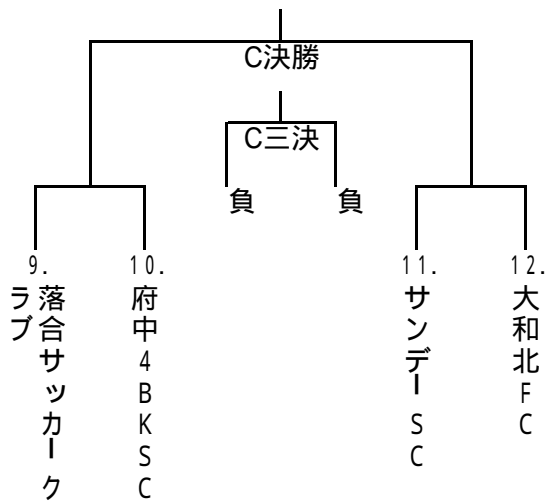 C決勝
C三決
負
負
9.
落合サッカーク
ラブ
10.
府中4BKSC
11.
サンデーSC
12.
大和北FC